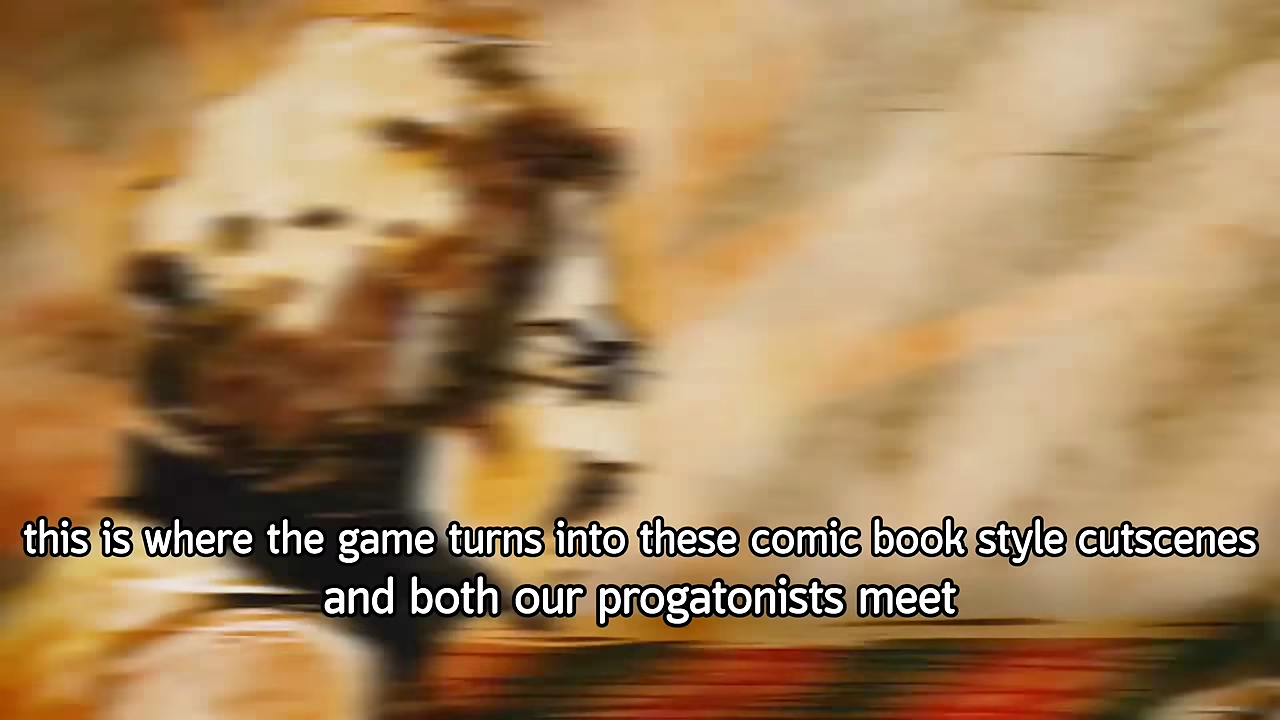 this is where the game turns into these comic book style cutscenes
and both our progatonists meet